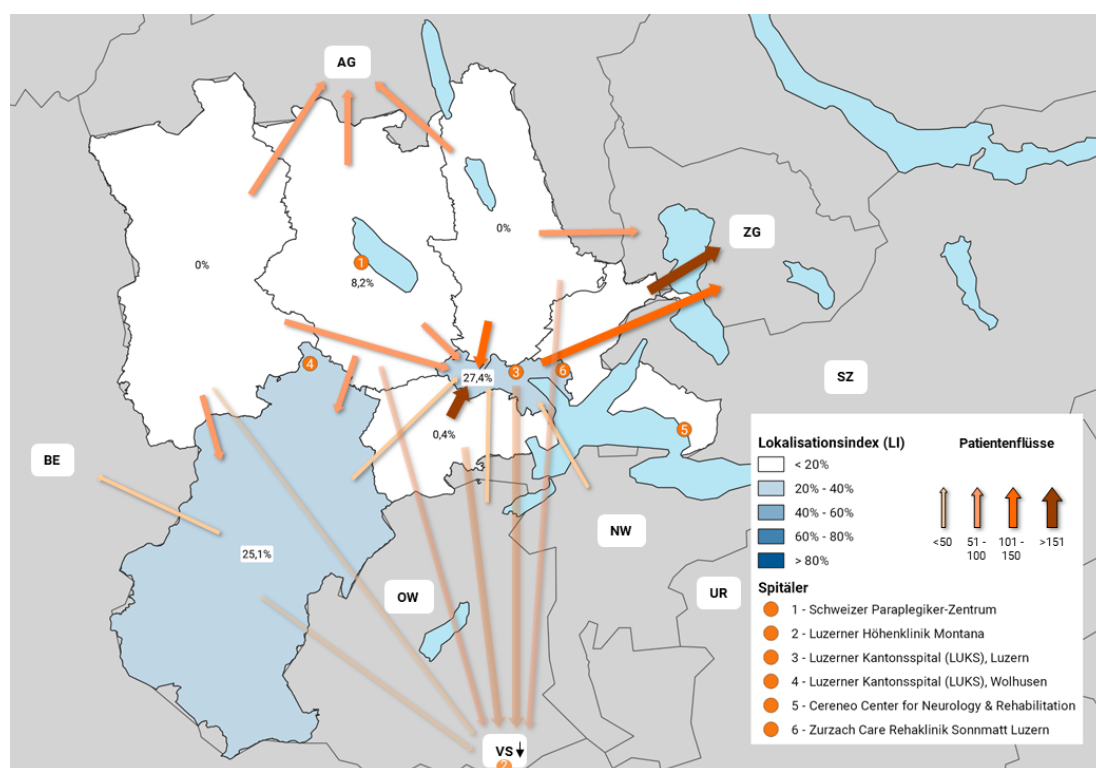 AG
ZG
0%
0%
1
8,2%
SZ
4
3
6
27,4%
5
0,4%
BE
NW
25,1%
OW
UR
VS
2
Lokalisationsindex (LI)
< 20%
20% - 40%
40% - 60%
60% - 80%
> 80%
Patientenflüsse
<50
51 -
100
101 -
150
>151
Spitäler
1 - Schweizer Paraplegiker-Zentrum
2 - Luzerner Höhenklinik Montana
3 - Luzerner Kantonsspital (LUKS), Luzern
4 - Luzerner Kantonsspital (LUKS), Wolhusen
5 - Cereneo Center for Neurology & Rehabilitation
6 - Zurzach Care Rehaklinik Sonnmatt Luzern